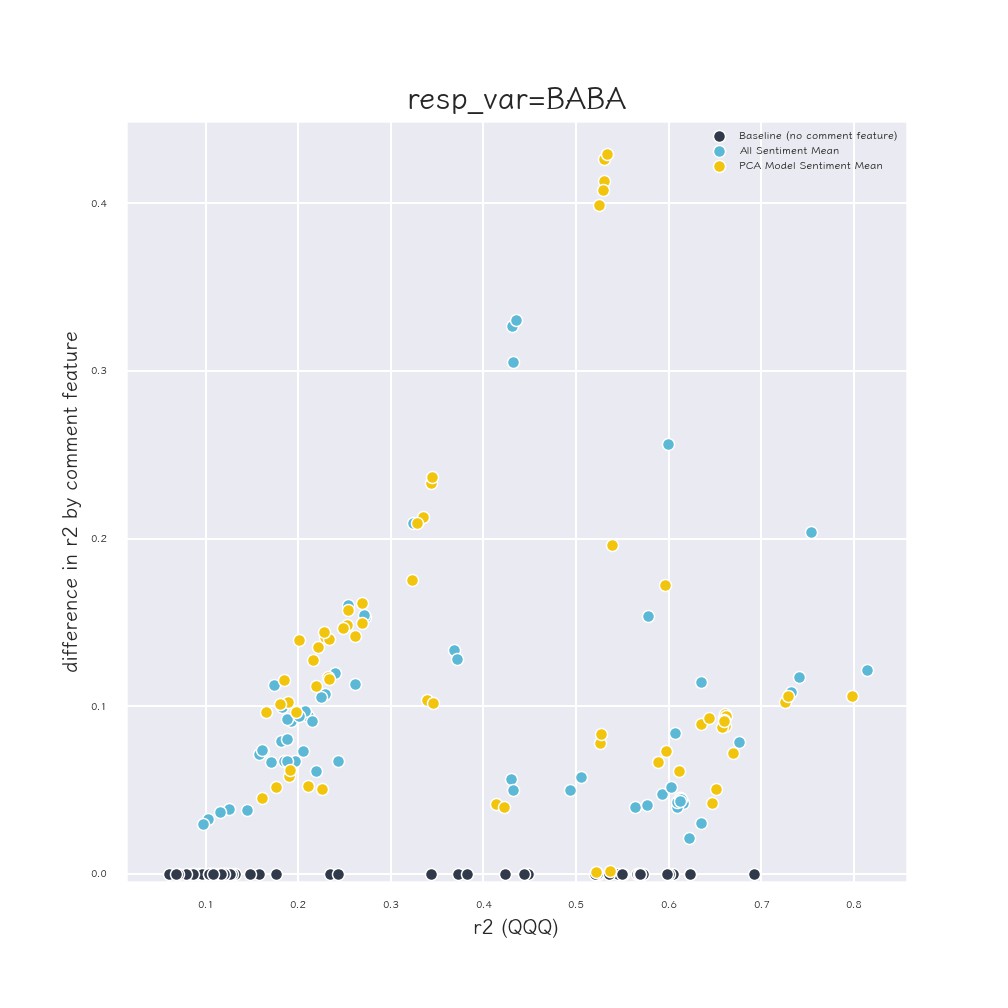 resp_var=BABA
Baseline (no comment feature)
All Sentiment Mean
PCA Model Sentiment Mean
difference in r2 by comment feature
0.4
0.3
0.2
0.1
0.0
0.1 0.2 0.3 0.4 0.5 0.6 0.7 0.8
r2 (QQQ)